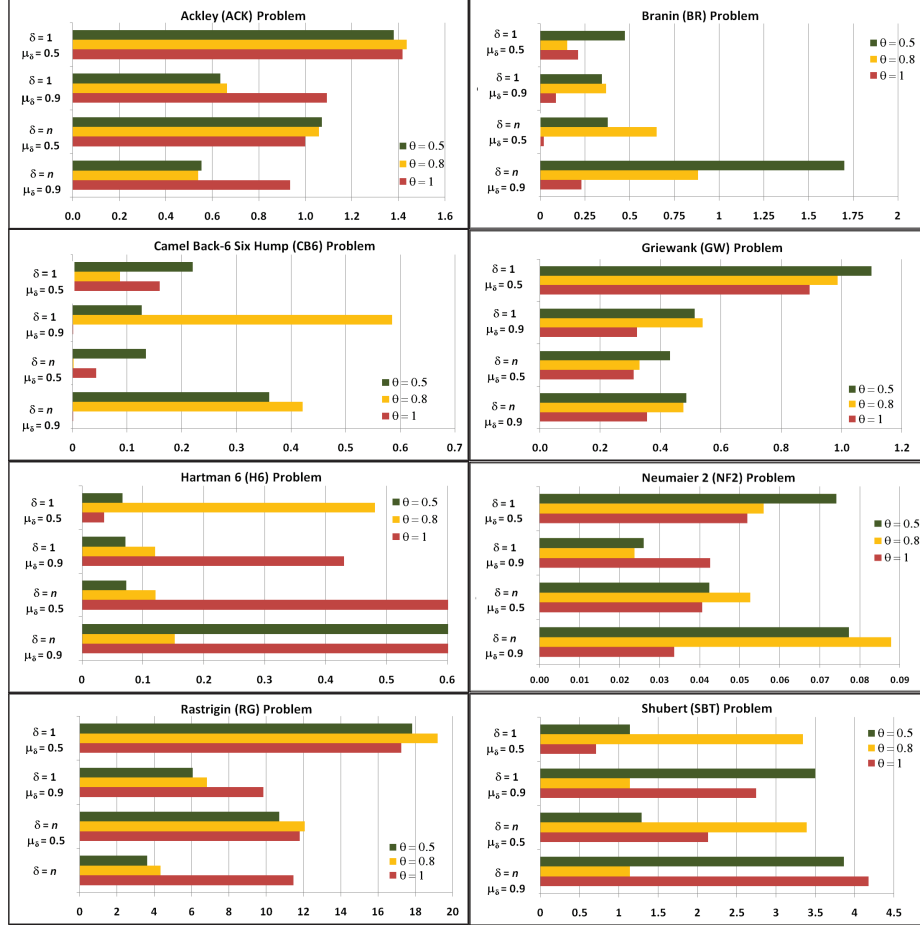 Ackley (ACK) Problem
δ = 1
μδ = 0.5
δ = 1
μδ = 0.9
δ = n
μδ = 0.5
δ = n
μδ = 0.9
θ = 0.5
θ = 0.8
θ = 1
0.0 0.2 0.4 0.6 0.8 1.0 1.2 1.4 1.6
Branin (BR) Problem
δ = 1
μδ = 0.5
δ = 1
μδ = 0.9
δ = n
μδ = 0.5
δ = n
μδ = 0.9
θ = 0.5
θ = 0.8
θ = 1
0 0.25 0.5 0.75 1 1.25 1.5 1.75 2
Camel Back-6 Six Hump (CB6) Problem
δ = 1
μδ = 0.5
δ = 1
μδ = 0.9
δ = n
μδ = 0.5
δ = n
μδ = 0.9
θ = 0.5
θ = 0.8
θ = 1
0 0.1 0.2 0.3 0.4 0.5 0.6 0.7
Griewank (GW) Problem
δ = 1
μδ = 0.5
δ = 1
μδ = 0.9
δ = n
μδ = 0.5
δ = n
μδ = 0.9
θ = 0.5
θ = 0.8
θ = 1
0.0 0.2 0.4 0.6 0.8 1.0 1.2
Hartman 6 (H6) Problem
δ = 1
μδ = 0.5
δ = 1
μδ = 0.9
δ = n
μδ = 0.5
δ = n
μδ = 0.9
θ = 0.5
θ = 0.8
θ = 1
0 0.1 0.2 0.3 0.4 0.5 0.6
Neumaier 2 (NF2) Problem
δ = 1
μδ = 0.5
δ = 1
μδ = 0.9
δ = n
μδ = 0.5
δ = n
μδ = 0.9
θ = 0.5
θ = 0.8
θ = 1
0.00 0.01 0.02 0.03 0.04 0.05 0.06 0.07 0.08 0.09
Rastrigin (RG) Problem
δ = 1
μδ = 0.5
δ = 1
μδ = 0.9
δ = n
μδ = 0.5
δ = n
θ = 0.5
θ = 0.8
θ = 1
0 2 4 6 8 10 12 14 16 18 20
Shubert (SBT) Problem
δ = 1
μδ = 0.5
δ = 1
μδ = 0.9
δ = n
μδ = 0.5
δ = n
μδ = 0.9
θ = 0.5
θ = 0.8
θ = 1
0 0.5 1 1.5 2 2.5 3 3.5 4 4.5